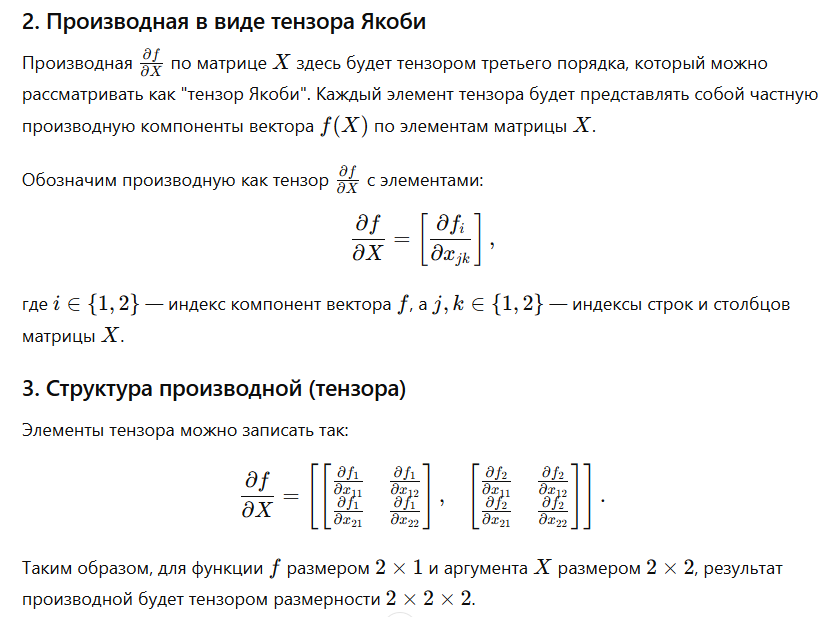 2. Производная в виде тензора Якоби
Производная $\frac{\partial f}{\partial X}$ по матрице $X$ здесь будет тензором третьего порядка, который можно
рассматривать как "тензор Якоби". Каждый элемент тензора будет представлять собой частную
производную компоненты вектора $f(X)$ по элементам матрицы $X$.
Обозначим производную как тензор $\frac{\partial f}{\partial X}$ с элементами:
$\frac{\partial f}{\partial X} = \left[ \frac{\partial f_i}{\partial x_{jk}} \right],$
где $i \in \{1, 2\}$ — индекс компонент вектора $f$, а $j, k \in \{1, 2\}$ — индексы строк и столбцов
матрицы $X$.
3. Структура производной (тензора)
Элементы тензора можно записать так:
$\frac{\partial f}{\partial X} = \left[ \begin{bmatrix} \frac{\partial f_1}{\partial x_{11}} & \frac{\partial f_1}{\partial x_{12}} \\ \frac{\partial f_1}{\partial x_{21}} & \frac{\partial f_1}{\partial x_{22}} \end{bmatrix}, \quad \begin{bmatrix} \frac{\partial f_2}{\partial x_{11}} & \frac{\partial f_2}{\partial x_{12}} \\ \frac{\partial f_2}{\partial x_{21}} & \frac{\partial f_2}{\partial x_{22}} \end{bmatrix} \right].$
Таким образом, для функции $f$ размером $2 \times 1$ и аргумента $X$ размером $2 \times 2$, результат
производной будет тензором размерности $2 \times 2 \times 2$.